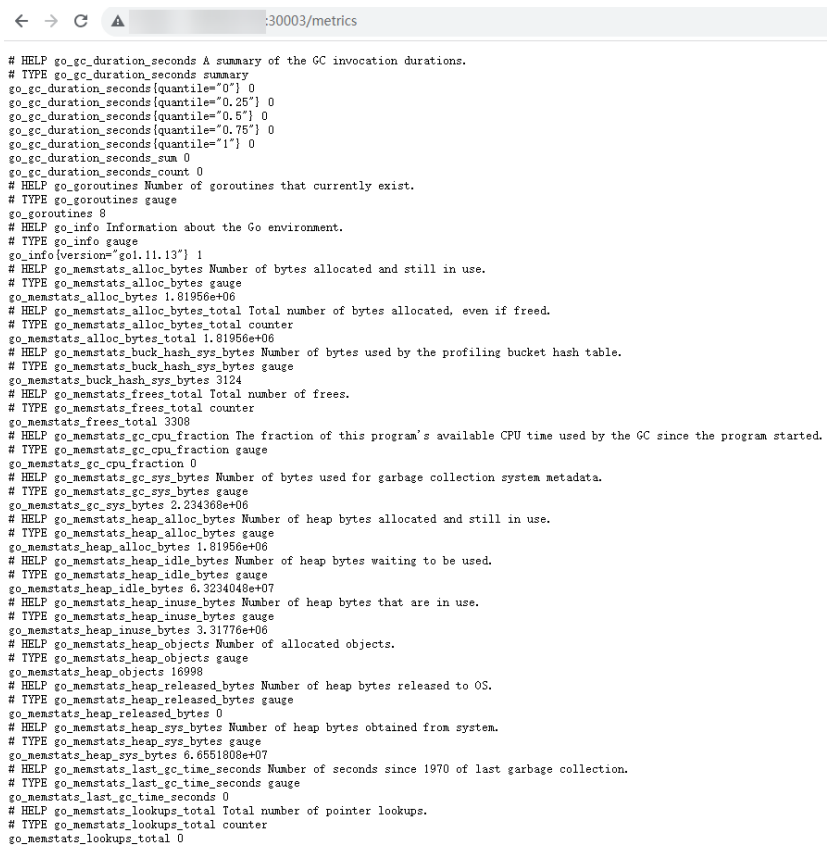 :30003/metrics
# HELP go_gc_duration_seconds A summary of the GC invocation durations.
# TYPE go_gc_duration_seconds summary
go_gc_duration_seconds{quantile="0"} 0
go_gc_duration_seconds{quantile="0.25"} 0
go_gc_duration_seconds{quantile="0.5"} 0
go_gc_duration_seconds{quantile="0.75"} 0
go_gc_duration_seconds{quantile="1"} 0
go_gc_duration_seconds_sum 0
go_gc_duration_seconds_count 0
# HELP go_goroutines Number of goroutines that currently exist.
# TYPE go_goroutines gauge
go_goroutines 8
# HELP go_info Information about the Go environment.
# TYPE go_info gauge
go_info{version="go1.11.13"} 1
# HELP go_memstats_alloc_bytes Number of bytes allocated and still in use.
# TYPE go_memstats_alloc_bytes gauge
go_memstats_alloc_bytes 1.81956e+06
# HELP go_memstats_alloc_bytes_total Total number of bytes allocated, even if freed.
# TYPE go_memstats_alloc_bytes_total counter
go_memstats_alloc_bytes_total 1.81956e+06
# HELP go_memstats_buck_hash_sys_bytes Number of bytes used by the profiling bucket hash table.
# TYPE go_memstats_buck_hash_sys_bytes gauge
go_memstats_buck_hash_sys_bytes 3124
# HELP go_memstats_frees_total Total number of frees.
# TYPE go_memstats_frees_total counter
go_memstats_frees_total 3308
# HELP go_memstats_gc_cpu_fraction The fraction of this program's available CPU time used by the GC since the program started.
# TYPE go_memstats_gc_cpu_fraction gauge
go_memstats_gc_cpu_fraction 0
# HELP go_memstats_gc_sys_bytes Number of bytes used for garbage collection system metadata.
# TYPE go_memstats_gc_sys_bytes gauge
go_memstats_gc_sys_bytes 2.234368e+06
# HELP go_memstats_heap_alloc_bytes Number of heap bytes allocated and still in use.
# TYPE go_memstats_heap_alloc_bytes gauge
go_memstats_heap_alloc_bytes 1.81956e+06
# HELP go_memstats_heap_idle_bytes Number of heap bytes waiting to be used.
# TYPE go_memstats_heap_idle_bytes gauge
go_memstats_heap_idle_bytes 6.3234048e+07
# HELP go_memstats_heap_inuse_bytes Number of heap bytes that are in use.
# TYPE go_memstats_heap_inuse_bytes gauge
go_memstats_heap_inuse_bytes 3.31776e+06
# HELP go_memstats_heap_objects Number of allocated objects.
# TYPE go_memstats_heap_objects gauge
go_memstats_heap_objects 16998
# HELP go_memstats_heap_released_bytes Number of heap bytes released to OS.
# TYPE go_memstats_heap_released_bytes gauge
go_memstats_heap_released_bytes 0
# HELP go_memstats_heap_sys_bytes Number of heap bytes obtained from system.
# TYPE go_memstats_heap_sys_bytes gauge
go_memstats_heap_sys_bytes 6.6551808e+07
# HELP go_memstats_last_gc_time_seconds Number of seconds since 1970 of last garbage collection.
# TYPE go_memstats_last_gc_time_seconds gauge
go_memstats_last_gc_time_seconds 0
# HELP go_memstats_lookups_total Total number of pointer lookups.
# TYPE go_memstats_lookups_total counter
go_memstats_lookups_total 0